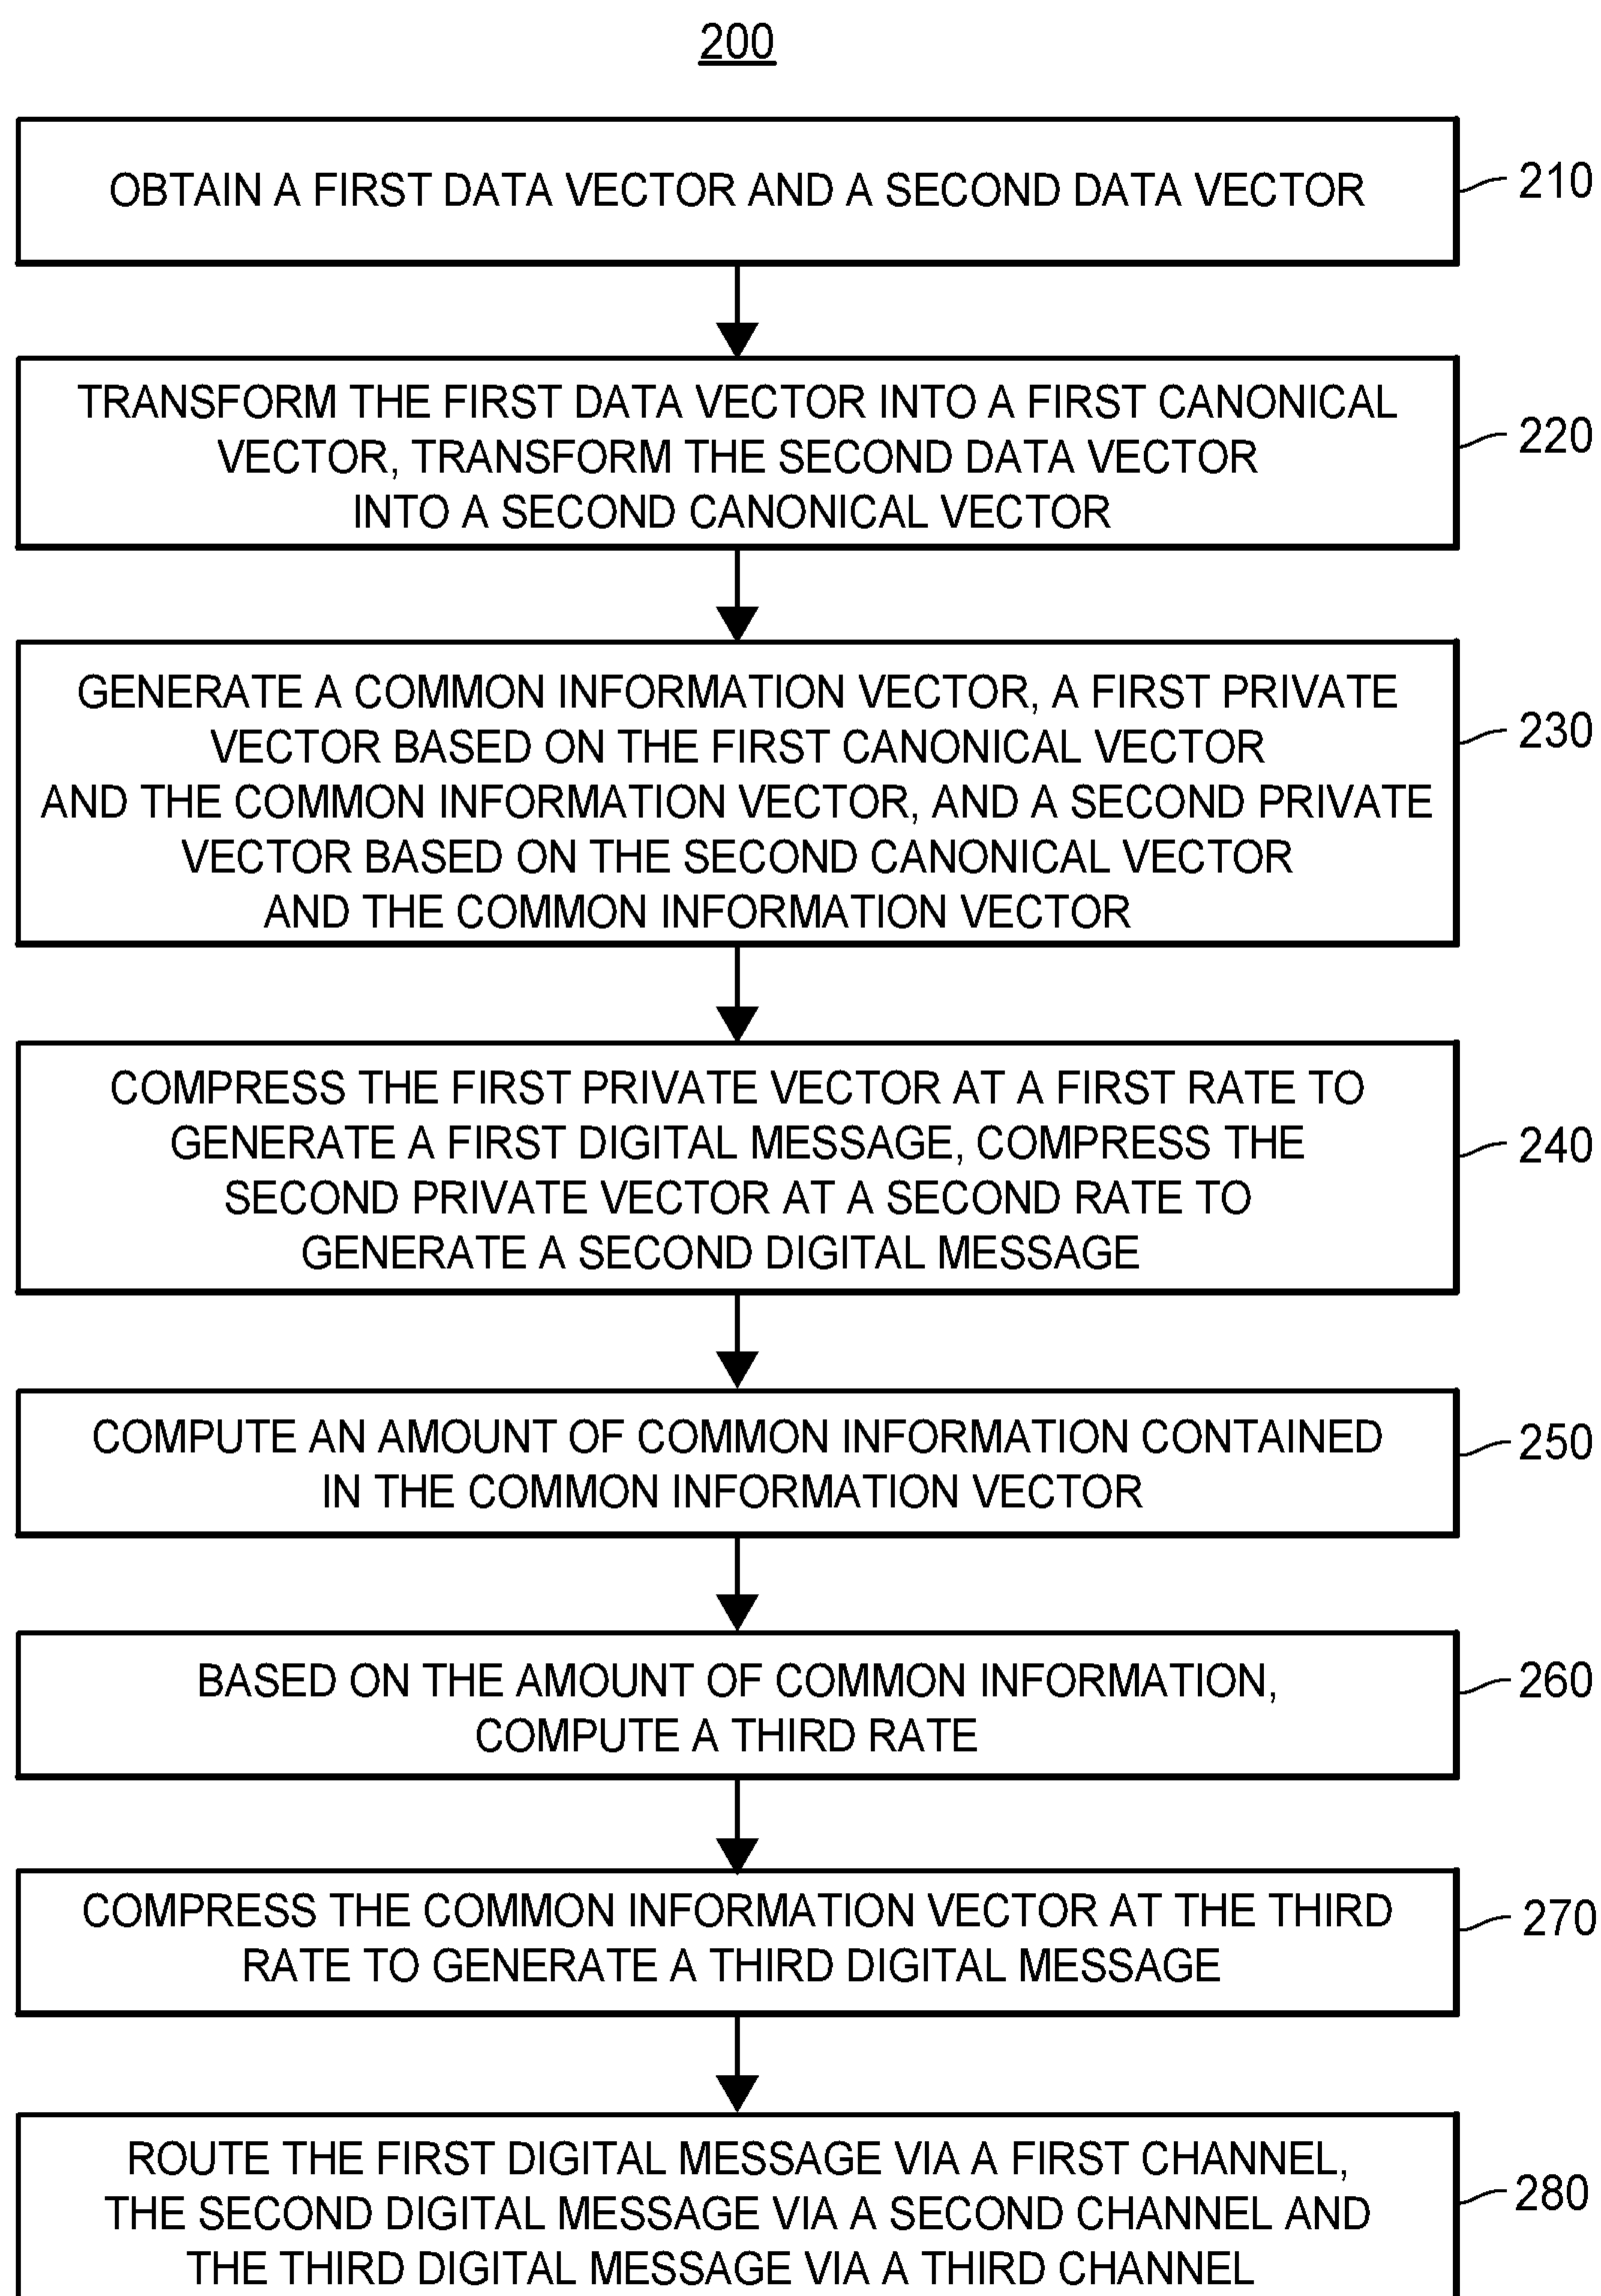 200
OBTAIN A FIRST DATA VECTOR AND A SECOND DATA VECTOR
210
TRANSFORM THE FIRST DATA VECTOR INTO A FIRST CANONICAL
VECTOR, TRANSFORM THE SECOND DATA VECTOR
INTO A SECOND CANONICAL VECTOR
220
GENERATE A COMMON INFORMATION VECTOR, A FIRST PRIVATE
VECTOR BASED ON THE FIRST CANONICAL VECTOR
AND THE COMMON INFORMATION VECTOR, AND A SECOND PRIVATE
VECTOR BASED ON THE SECOND CANONICAL VECTOR
AND THE COMMON INFORMATION VECTOR
230
COMPRESS THE FIRST PRIVATE VECTOR AT A FIRST RATE TO
GENERATE A FIRST DIGITAL MESSAGE, COMPRESS THE
SECOND PRIVATE VECTOR AT A SECOND RATE TO
GENERATE A SECOND DIGITAL MESSAGE
240
COMPUTE AN AMOUNT OF COMMON INFORMATION CONTAINED
IN THE COMMON INFORMATION VECTOR
250
BASED ON THE AMOUNT OF COMMON INFORMATION,
COMPUTE A THIRD RATE
260
COMPRESS THE COMMON INFORMATION VECTOR AT THE THIRD
RATE TO GENERATE A THIRD DIGITAL MESSAGE
270
ROUTE THE FIRST DIGITAL MESSAGE VIA A FIRST CHANNEL,
THE SECOND DIGITAL MESSAGE VIA A SECOND CHANNEL AND
THE THIRD DIGITAL MESSAGE VIA A THIRD CHANNEL
280